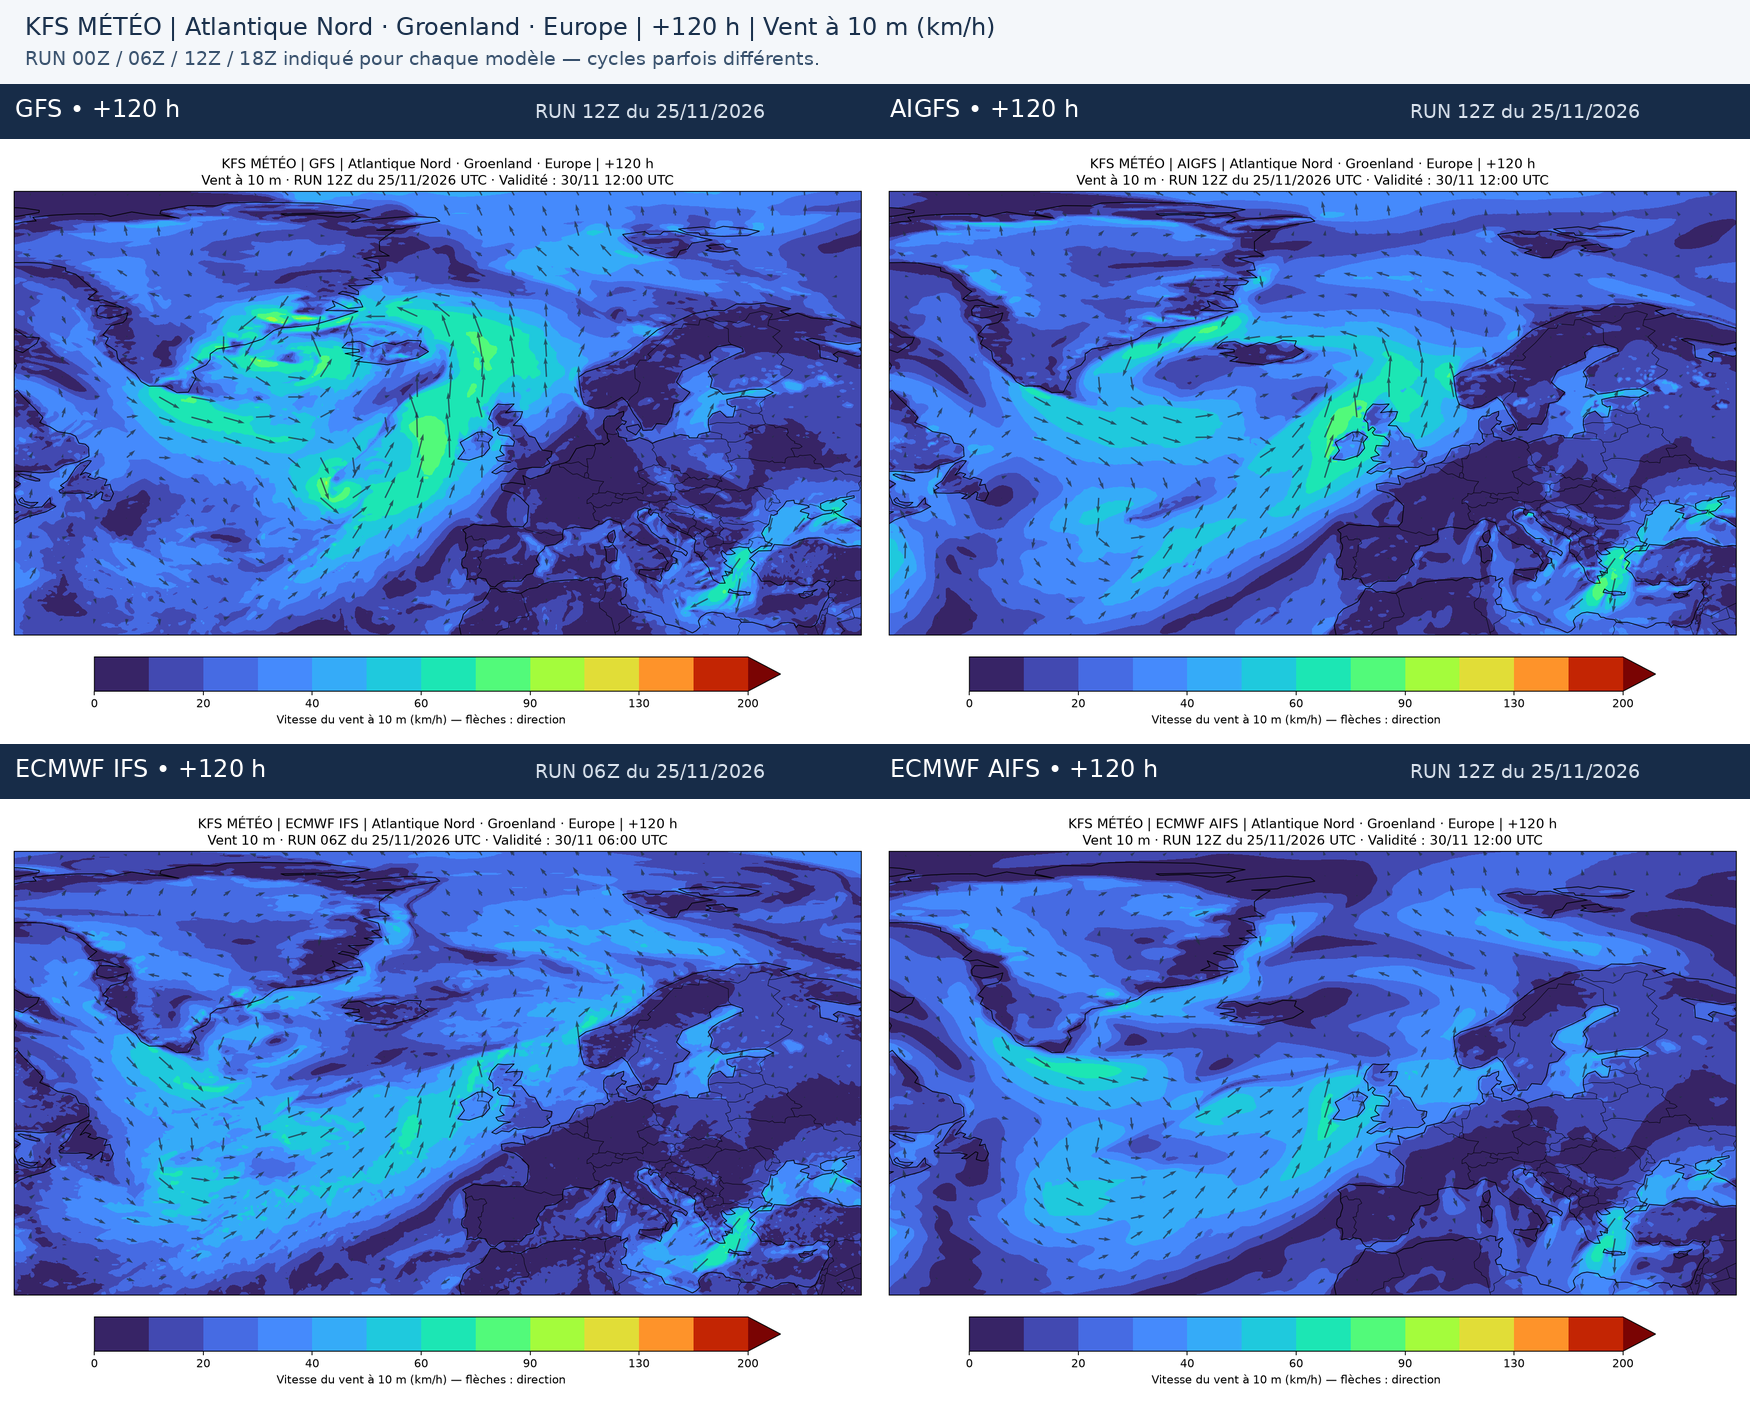 KFS MÉTÉO | Atlantique Nord · Groenland · Europe | +120 h | Vent à 10 m (km/h)
RUN 00Z / 06Z / 12Z / 18Z indiqué pour chaque modèle — cycles parfois différents.
GFS • +120 h
RUN 12Z du 25/11/2026
KFS MÉTÉO | GFS | Atlantique Nord · Groenland · Europe | +120 h
Vent à 10 m · RUN 12Z du 25/11/2026 UTC · Validité : 30/11 12:00 UTC
0 20 40 60 90 130 200
Vitesse du vent à 10 m (km/h) — flèches : direction
AIGFS • +120 h
RUN 12Z du 25/11/2026
KFS MÉTÉO | AIGFS | Atlantique Nord · Groenland · Europe | +120 h
Vent à 10 m · RUN 12Z du 25/11/2026 UTC · Validité : 30/11 12:00 UTC
0 20 40 60 90 130 200
Vitesse du vent à 10 m (km/h) — flèches : direction
ECMWF IFS • +120 h
RUN 06Z du 25/11/2026
KFS MÉTÉO | ECMWF IFS | Atlantique Nord · Groenland · Europe | +120 h
Vent 10 m · RUN 06Z du 25/11/2026 UTC · Validité : 30/11 06:00 UTC
0 20 40 60 90 130 200
Vitesse du vent à 10 m (km/h) — flèches : direction
ECMWF AIFS • +120 h
RUN 12Z du 25/11/2026
KFS MÉTÉO | ECMWF AIFS | Atlantique Nord · Groenland · Europe | +120 h
Vent 10 m · RUN 12Z du 25/11/2026 UTC · Validité : 30/11 12:00 UTC
0 20 40 60 90 130 200
Vitesse du vent à 10 m (km/h) — flèches : direction